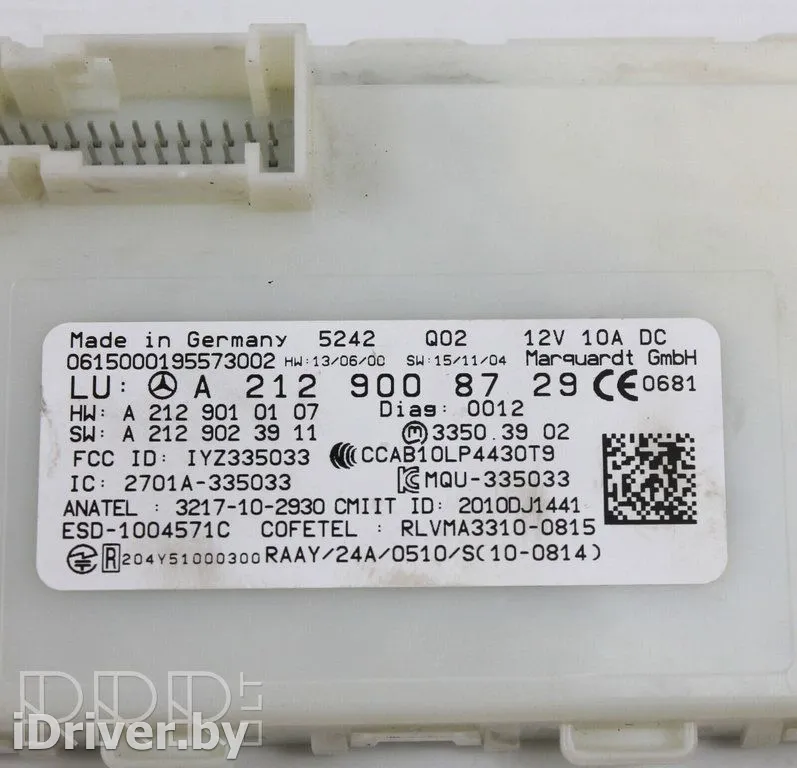 Made in Germany 5242 Q02 12V 10A DC
0615000195573002 HW:13/06/00 SW:15/11/04 Marquardt GmbH
LU: A 212 900 87 29 CE 0681
HW: A 212 901 01 07 Diag: 0012
SW: A 212 902 39 11 3350.39 02
FCC ID: IYZ335033 CCAB10LP4430T9
IC: 2701A-335033 MQU-335033
ANATEL: 3217-10-2930 CMIIT ID: 2010DJ1441
ESD-1004571C COFETEL: RLVMA3310-0815
R 204Y51000300 RAAY/24A/0510/S(10-0814)
iDriver.by